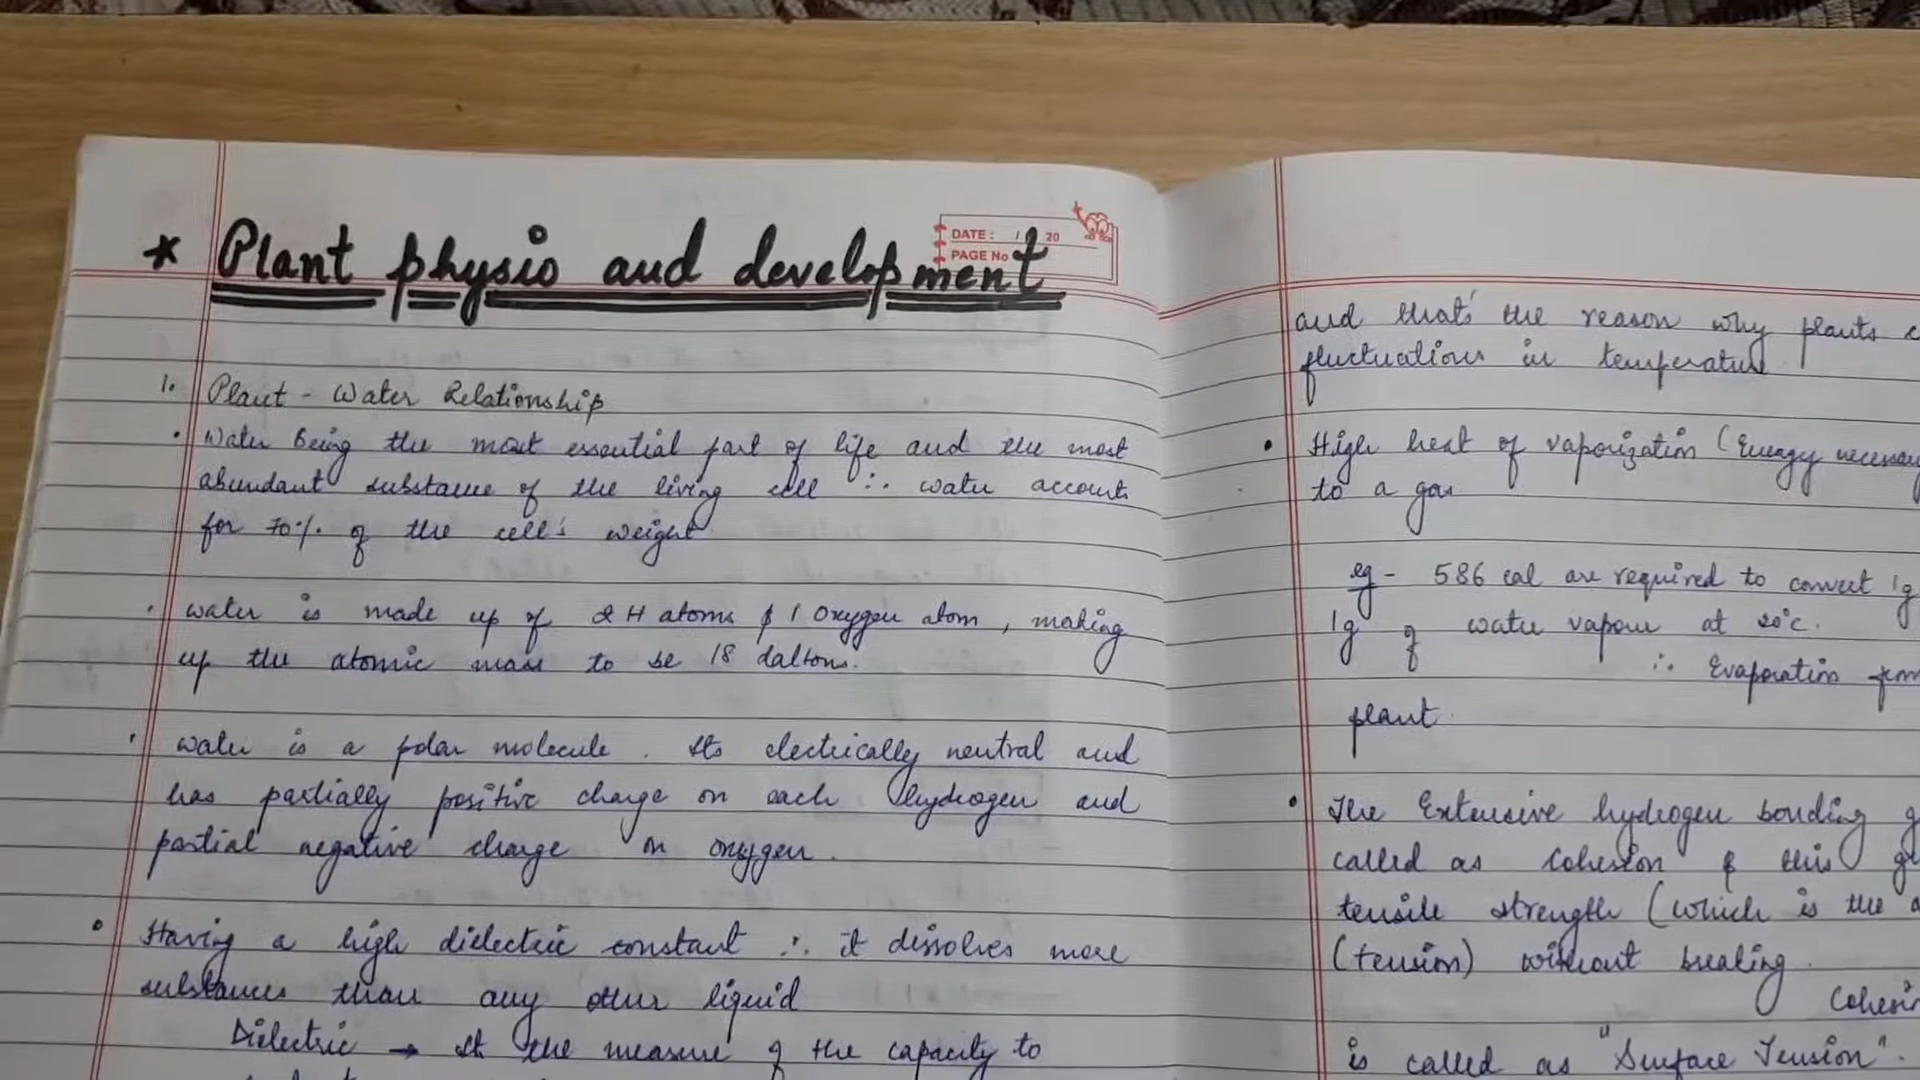 * Plant physio and development
DATE : / / 20
PAGE No
1. Plant - Water Relationship
• Water Being the most essential part of life and the most
abundant substance of the living cell ∴ water accounts
for 70% of the cell's weight
• water is made up of 2 H atoms & 1 Oxygen atom, making
up the atomic mass to be 18 daltons.
• water is a polar molecule. Its electrically neutral and
has partially positive charge on each hydrogen and
partial negative charge on oxygen.
• Having a high dielectric constant ∴ it dissolves more
substances than any other liquid
Dielectric → It the measure of the capacity to
and that's the reason why plants
fluctuations in temperature
• High heat of vaporization (Energy necessary
to a gas
eg - 586 cal are required to convert 1g
1g of water vapour at 20°c.
∴ Evaporation from
plant.
• The Extensive hydrogen bonding
called as Cohesion & this
tensile strength (which is the
(tension) without breaking.
is called as "Surface Tension".